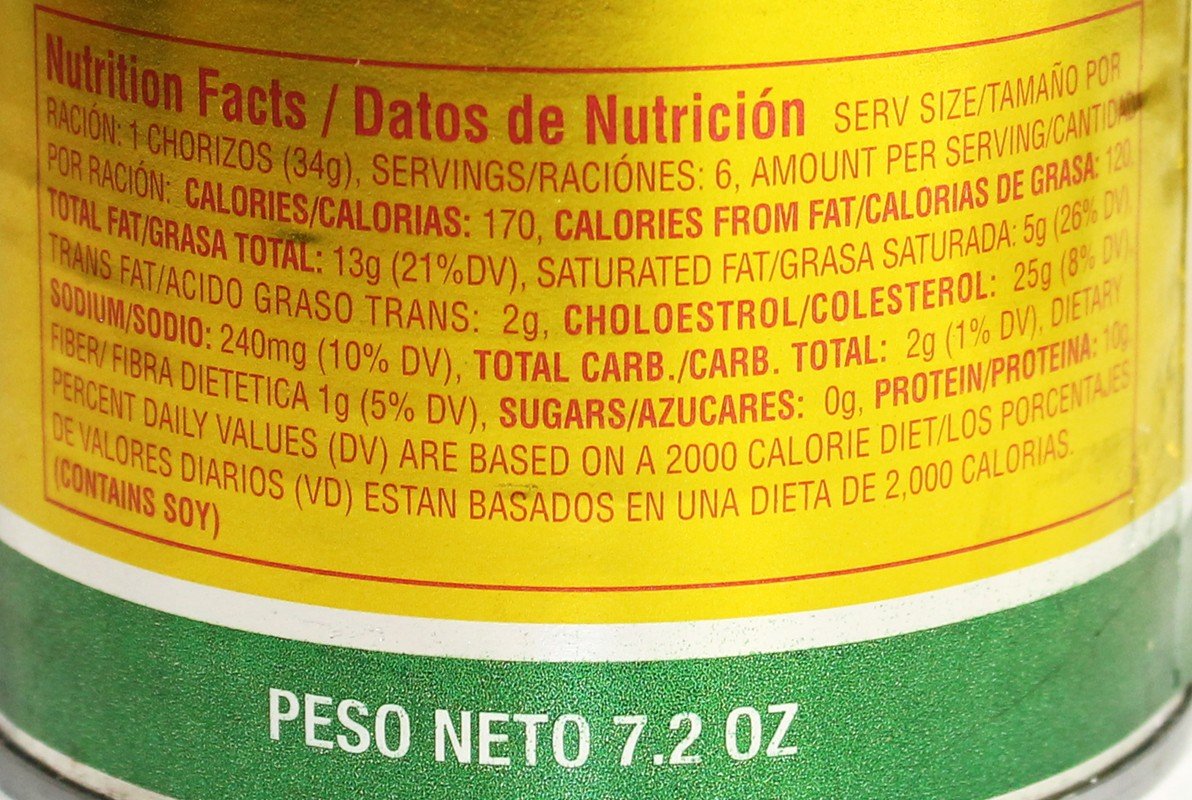 Nutrition Facts / Datos de Nutrición SERV SIZE/TAMAÑO POR
RACIÓN: 1 CHORIZOS (34g), SERVINGS/RACIÓNES: 6, AMOUNT PER SERVING/CANTIDAD
POR RACIÓN: CALORIES/CALORIAS: 170, CALORIES FROM FAT/CALORIAS DE GRASA: 120,
TOTAL FAT/GRASA TOTAL: 13g (21%DV), SATURATED FAT/GRASA SATURADA: 5g (26% DV),
TRANS FAT/ACIDO GRASO TRANS: 2g, CHOLOESTROL/COLESTEROL: 25g (8% DV),
SODIUM/SODIO: 240mg (10% DV), TOTAL CARB./CARB. TOTAL: 2g (1% DV), DIETARY
FIBER/ FIBRA DIETETICA 1g (5% DV), SUGARS/AZUCARES: 0g, PROTEIN/PROTEINA: 10g
PERCENT DAILY VALUES (DV) ARE BASED ON A 2000 CALORIE DIET/LOS PORCENTAJES
DE VALORES DIARIOS (VD) ESTAN BASADOS EN UNA DIETA DE 2,000 CALORIAS.
(CONTAINS SOY)
PESO NETO 7.2 OZ